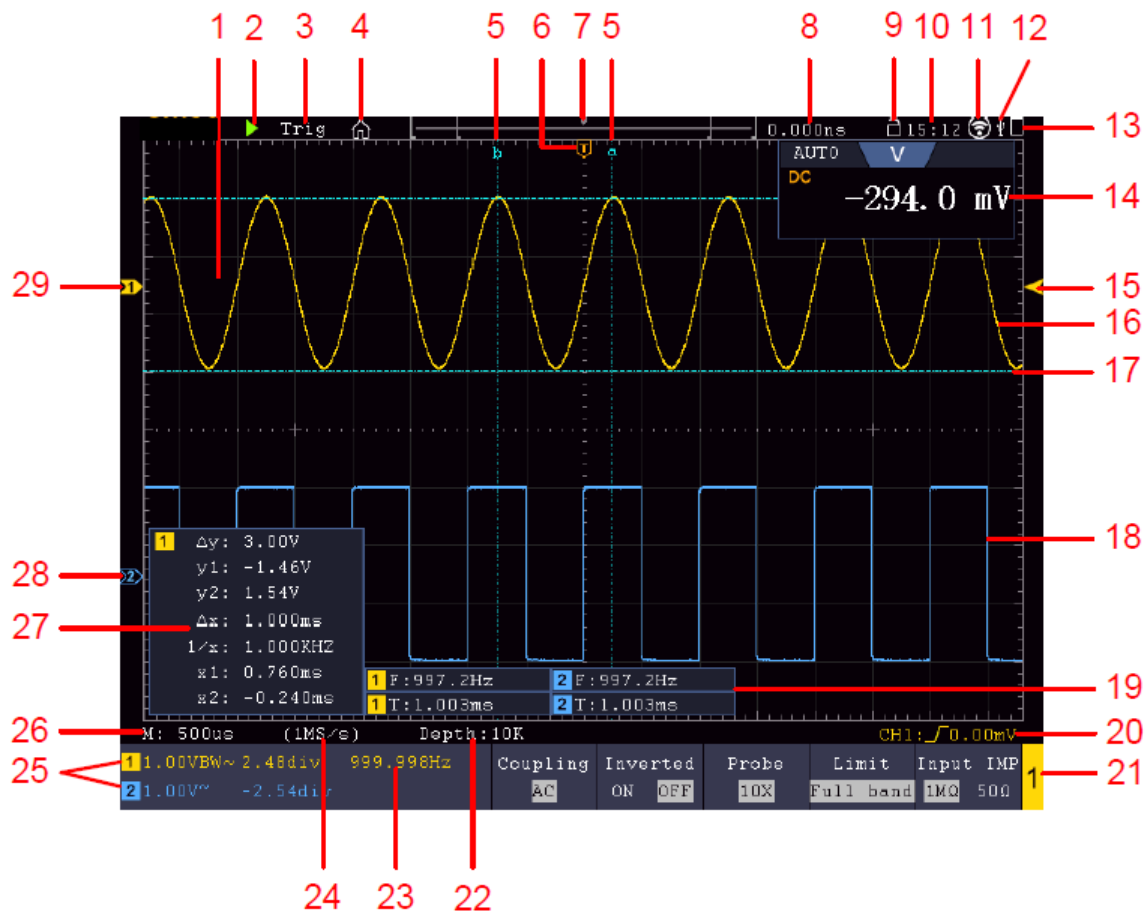 1 2 3 4 5 6 7 5 8 9 10 11 12
Trig 0.000ns 15:12 13
b T a
AUTO V
DC
-294.0 mV 14
29 1 15
16
17
18
1 Δy: 3.00V
y1: -1.46V
28 2 y2: 1.54V
27 Δx: 1.000ms
1/x: 1.000KHZ
x1: 0.760ms
x2: -0.240ms
1 F:997.2Hz 2 F:997.2Hz 19
1 T:1.003ms 2 T:1.003ms
26 M: 500us (1MS/s) Depth:10K CH1: 0.00mV 20
25 1 1.00VBW~ 2.48div 999.998Hz Coupling Inverted Probe Limit Input IMP 1 21
2 1.00V~ -2.54div AC ON OFF 10X Full band 1MΩ 50Ω
24 23 22